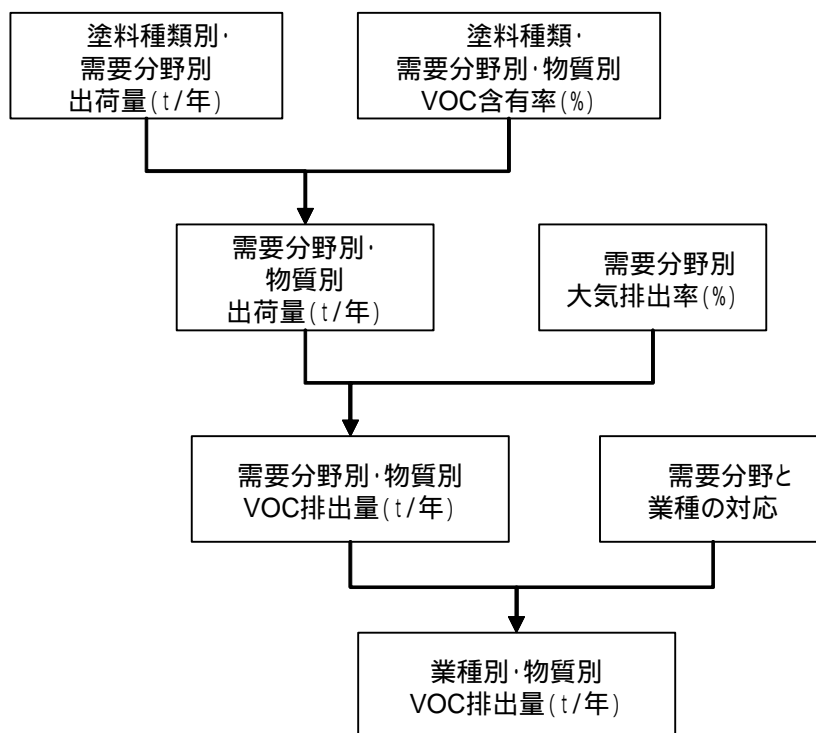 塗料種類別・
需要分野別
出荷量(t/年)
塗料種類・
需要分野別・物質別
VOC含有率(%)
需要分野別・
物質別
出荷量(t/年)
需要分野別
大気排出率(%)
需要分野別・物質別
VOC排出量(t/年)
需要分野と
業種の対応
業種別・物質別
VOC排出量(t/年)